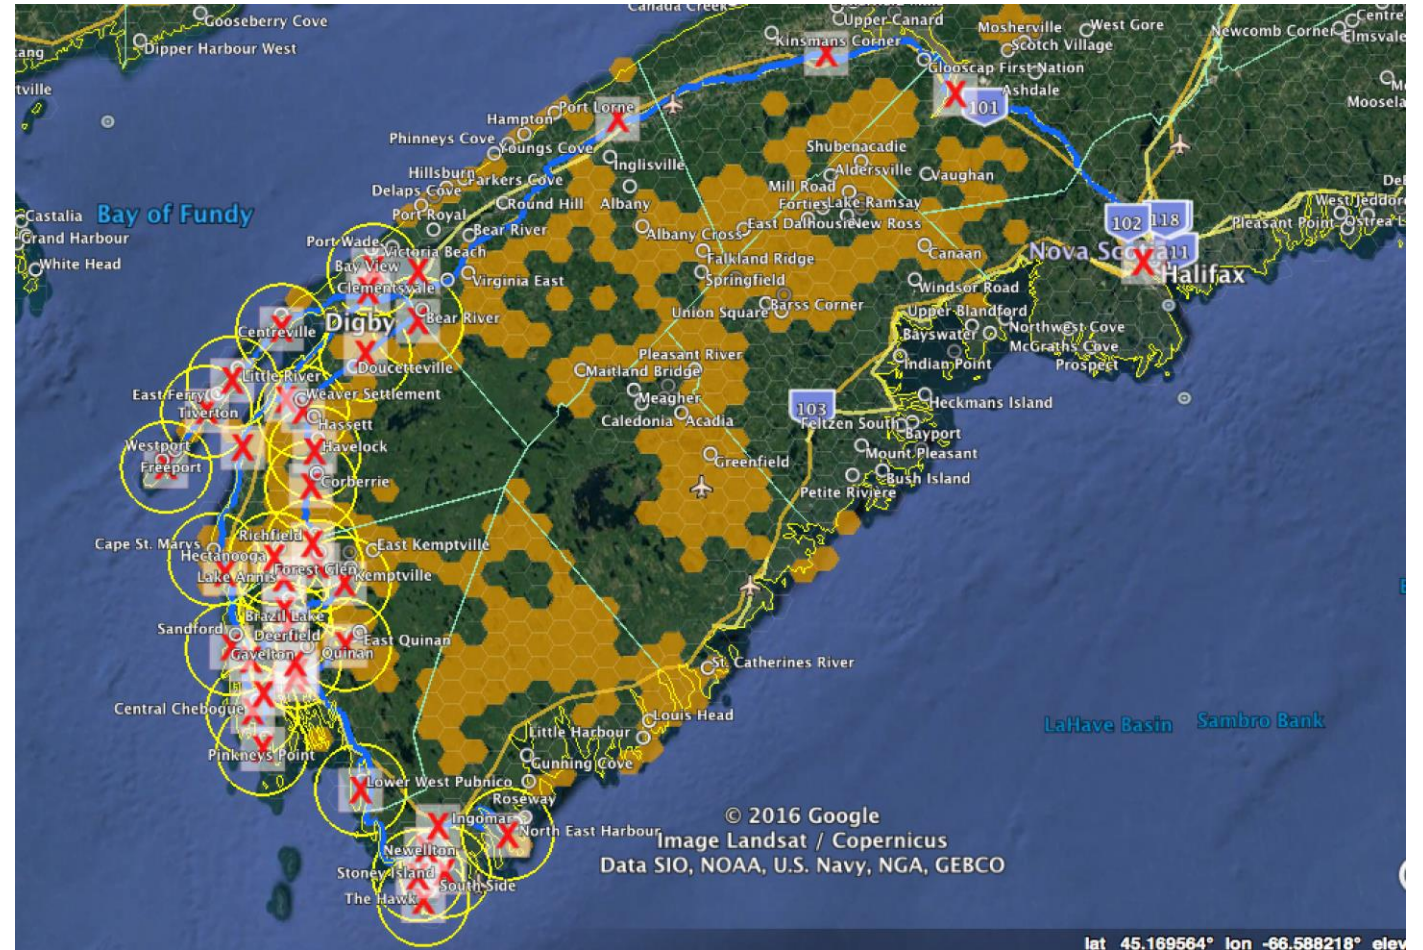 Gooseberry Cove
Dipper Harbour West
Canada Creek
Upper Canard
Kinsmans Corner
Mosherville
West Gore
Scotch Village
Newcomb Corner
Centre
Elmsvale
Glooscap First Nation
Ashdale
tang
tville
Moosela
101
Port Lorne
Hampton
Phinneys Cove
Youngs Cove
Inglisville
Hillsburn
Parkers Cove
Delaps Cove
Round Hill
Albany
Port Royal
Bear River
Shubenacadie
Aldersville
Vaughan
Mill Road
Forties
Lake Ramsay
East Dalhousie
New Ross
Albany Cross
Castalia
Bay of Fundy
Grand Harbour
White Head
Port Wade
Victoria Beach
Bay View
Clementsvale
Virginia East
Falkland Ridge
Springfield
Canaan
Windsor Road
102
118
11
West Jeddore
Pleasant Point
Ostrea L
Nova Scotia
Halifax
Centreville
Digby
Bear River
Union Square
Barss Corner
Upper Blandford
Bayswater
Northwest Cove
McGraths Cove
Indian Point
Prospect
Doucetteville
Pleasant River
Maitland Bridge
Meagher
Caledonia
Acadia
Little River
East Ferry
Tiverton
Weaver Settlement
Hassett
Heckmans Island
103
Feltzen South
Bayport
Westport
Freeport
Havelock
Corberrie
Greenfield
Mount Pleasant
Petite Riviere
Bush Island
Cape St. Marys
Richfield
Hectanooga
East Kemptville
Lake Annis
Forest Glen
Kemptville
Brazil Lake
Sandford
Deerfield
East Quinan
Gavelton
Quinan
St. Catherines River
Central Chebogue
Louis Head
Little Harbour
LaHave Basin
Sambro Bank
Pinkneys Point
Gunning Cove
Lower West Pubnico
Roseway
Ingomar
North East Harbour
Newellton
Stoney Island
South Side
The Hawk
© 2016 Google
Image Landsat / Copernicus
Data SIO, NOAA, U.S. Navy, NGA, GEBCO
lat 45.169564° lon -66.588218° elev